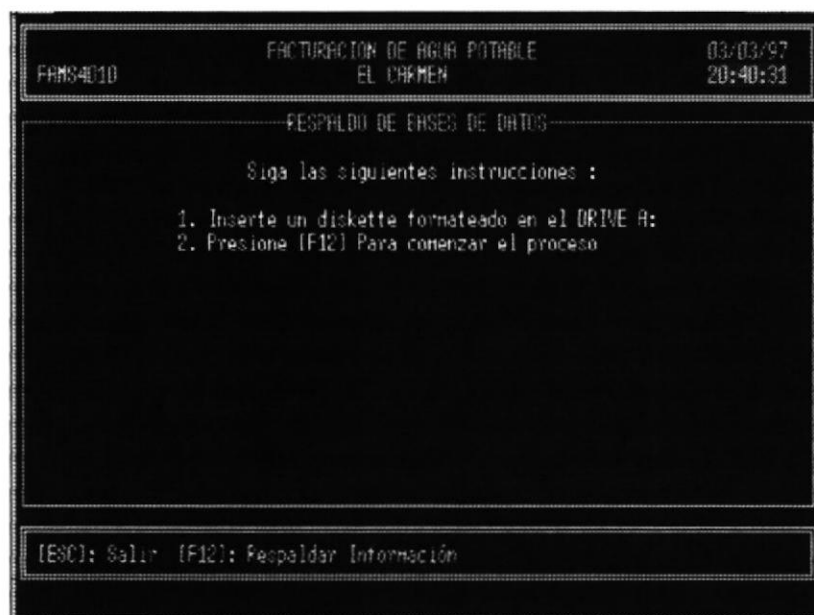 FACTURACION DE AGUA POTABLE 03/03/97
FAMS4010 EL CARMEN 20:40:31
RESPALDO DE BASES DE DATOS
Siga las siguientes instrucciones :
1. Inserte un diskette formateado en el DRIVE A:
2. Presione [F12] Para comenzar el proceso
[ESC]: Salir [F12]: Respaldar Información